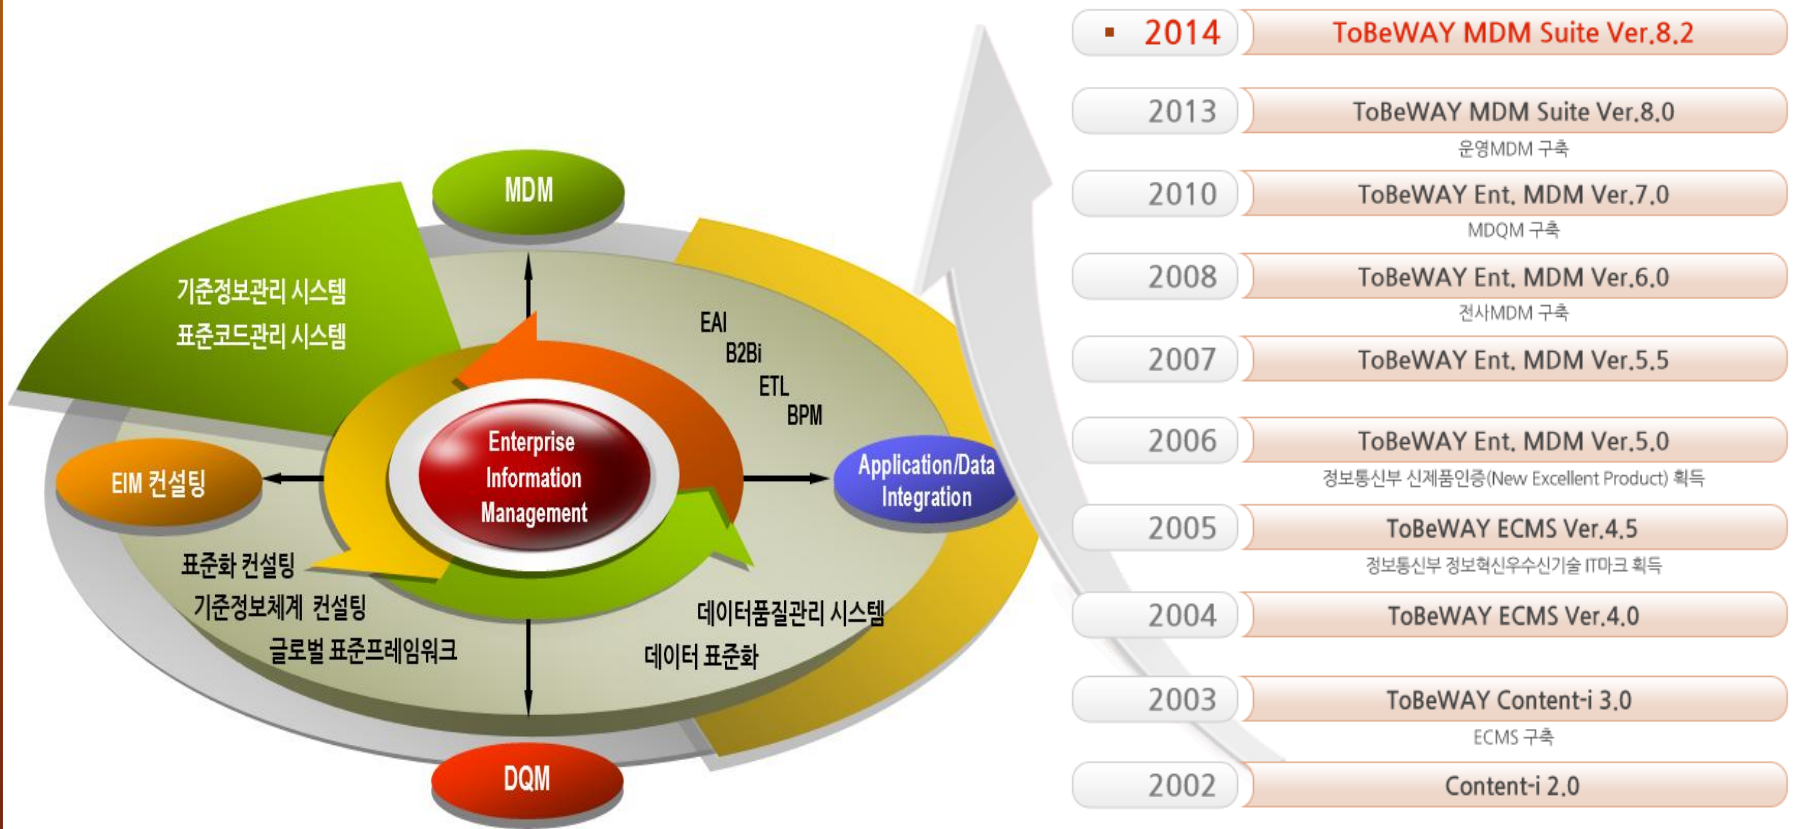 MDM
기준정보관리 시스템
표준코드관리 시스템
EAI
B2Bi
ETL
BPM
Enterprise
Information
Management
EIM 컨설팅
Application/Data
Integration
표준화 컨설팅
기준정보체계 컨설팅
글로벌 표준프레임워크
데이터품질관리 시스템
데이터 표준화
DQM
▪ 2014 ToBeWAY MDM Suite Ver.8.2
2013 ToBeWAY MDM Suite Ver.8.0
운영MDM 구축
2010 ToBeWAY Ent. MDM Ver.7.0
MDQM 구축
2008 ToBeWAY Ent. MDM Ver.6.0
전사MDM 구축
2007 ToBeWAY Ent. MDM Ver.5.5
2006 ToBeWAY Ent. MDM Ver.5.0
정보통신부 신제품인증(New Excellent Product) 획득
2005 ToBeWAY ECMS Ver.4.5
정보통신부 정보혁신우수신기술 IT마크 획득
2004 ToBeWAY ECMS Ver.4.0
2003 ToBeWAY Content-i 3.0
ECMS 구축
2002 Content-i 2.0